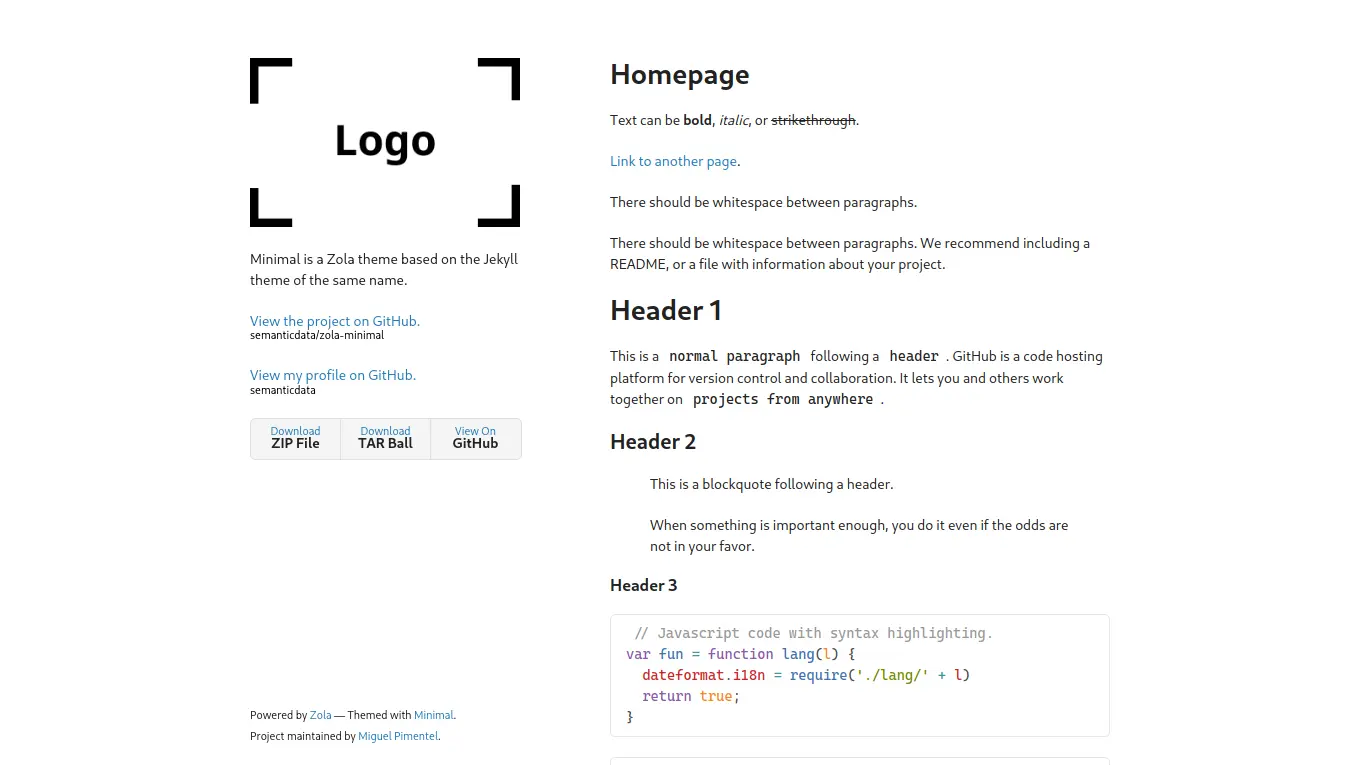 Logo
Minimal is a Zola theme based on the Jekyll
theme of the same name.
View the project on GitHub.
semanticdata/zola-minimal
View my profile on GitHub.
semanticdata
Download
ZIP File
Download
TAR Ball
View On
GitHub
Powered by Zola — Themed with Minimal.
Project maintained by Miguel Pimentel.
Homepage
Text can be bold, italic, or strikethrough.
Link to another page.
There should be whitespace between paragraphs.
There should be whitespace between paragraphs. We recommend including a
README, or a file with information about your project.
Header 1
This is a normal paragraph following a header . GitHub is a code hosting
platform for version control and collaboration. It lets you and others work
together on projects from anywhere .
Header 2
This is a blockquote following a header.
When something is important enough, you do it even if the odds are
not in your favor.
Header 3
// Javascript code with syntax highlighting.
var fun = function lang(l) {
  dateformat.i18n = require('./lang/' + l)
  return true;
}